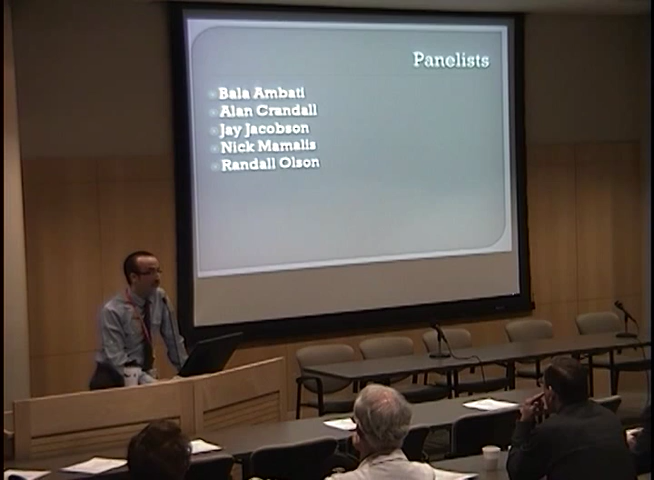 Panelists
Bala Ambati
Alan Crandall
Jay Jacobson
Nick Mamalis
Randall Olson